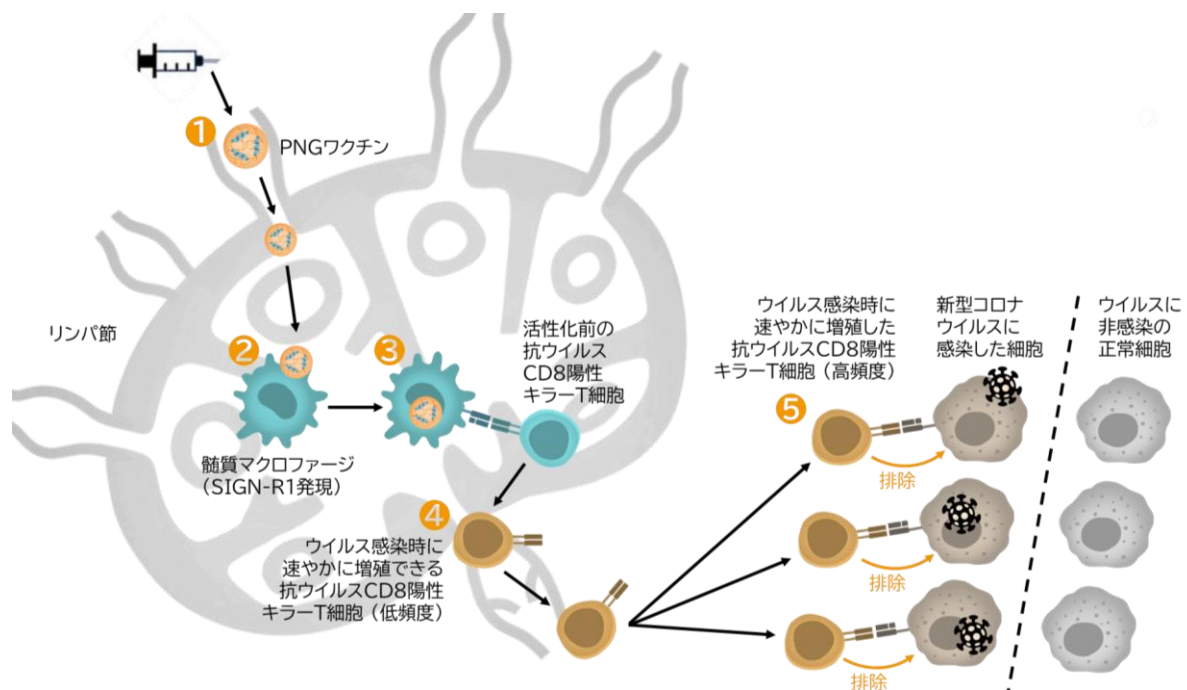 1
PNGワクチン
リンパ節
2
髄質マクロファージ
(SIGN-R1発現)
3
活性化前の
抗ウイルス
CD8陽性
キラーT細胞
4
ウイルス感染時に
速やかに増殖できる
抗ウイルスCD8陽性
キラーT細胞(低頻度)
ウイルス感染時に
速やかに増殖した
抗ウイルスCD8陽性
キラーT細胞(高頻度)
5
新型コロナ
ウイルスに
感染した細胞
ウイルスに
非感染の
正常細胞
排除
排除
排除